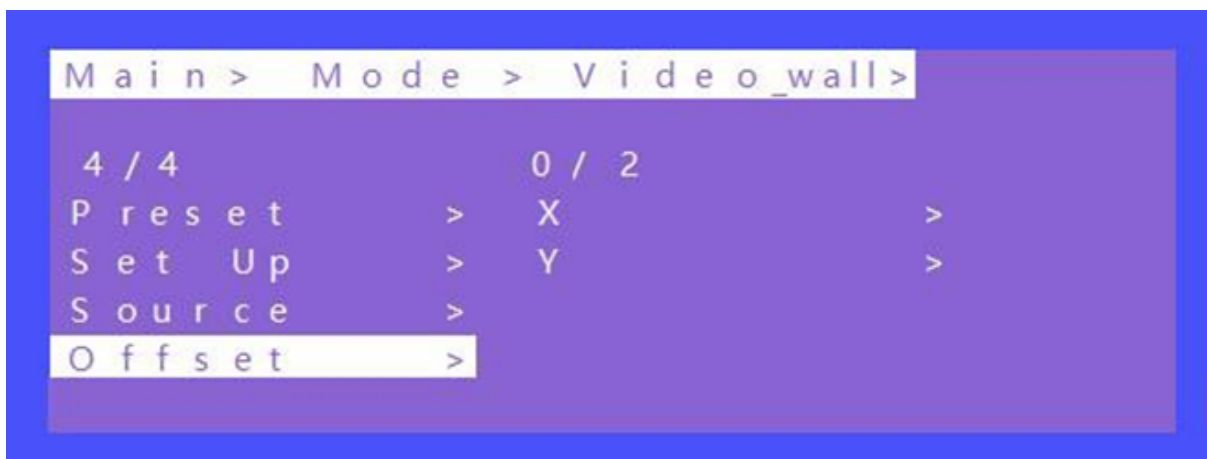 Main> Mode > Video_wall>
4/4 0/ 2
Preset > X >
Set Up > Y >
Source >
Offset >